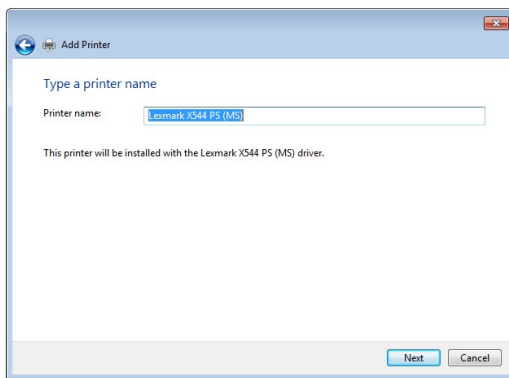 Add Printer
Type a printer name
Printer name: Lexmark X544 PS (MS)
This printer will be installed with the Lexmark X544 PS (MS) driver.
Next Cancel